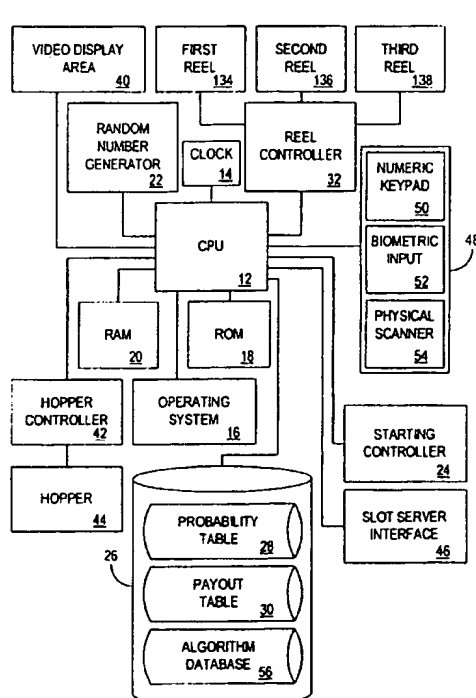 VIDEO DISPLAY
AREA
40
FIRST
REEL
134
SECOND
REEL
136
THIRD
REEL
138
RANDOM
NUMBER
GENERATOR
22
CLOCK
14
REEL
CONTROLLER
32
NUMERIC
KEYPAD
50
BIOMETRIC
INPUT
52
PHYSICAL
SCANNER
54
48
CPU
12
RAM
20
ROM
18
HOPPER
CONTROLLER
42
OPERATING
SYSTEM
16
STARTING
CONTROLLER
24
HOPPER
44
SLOT SERVER
INTERFACE
46
26
PROBABILITY
TABLE
28
PAYOUT
TABLE
30
ALGORITHM
DATABASE
56